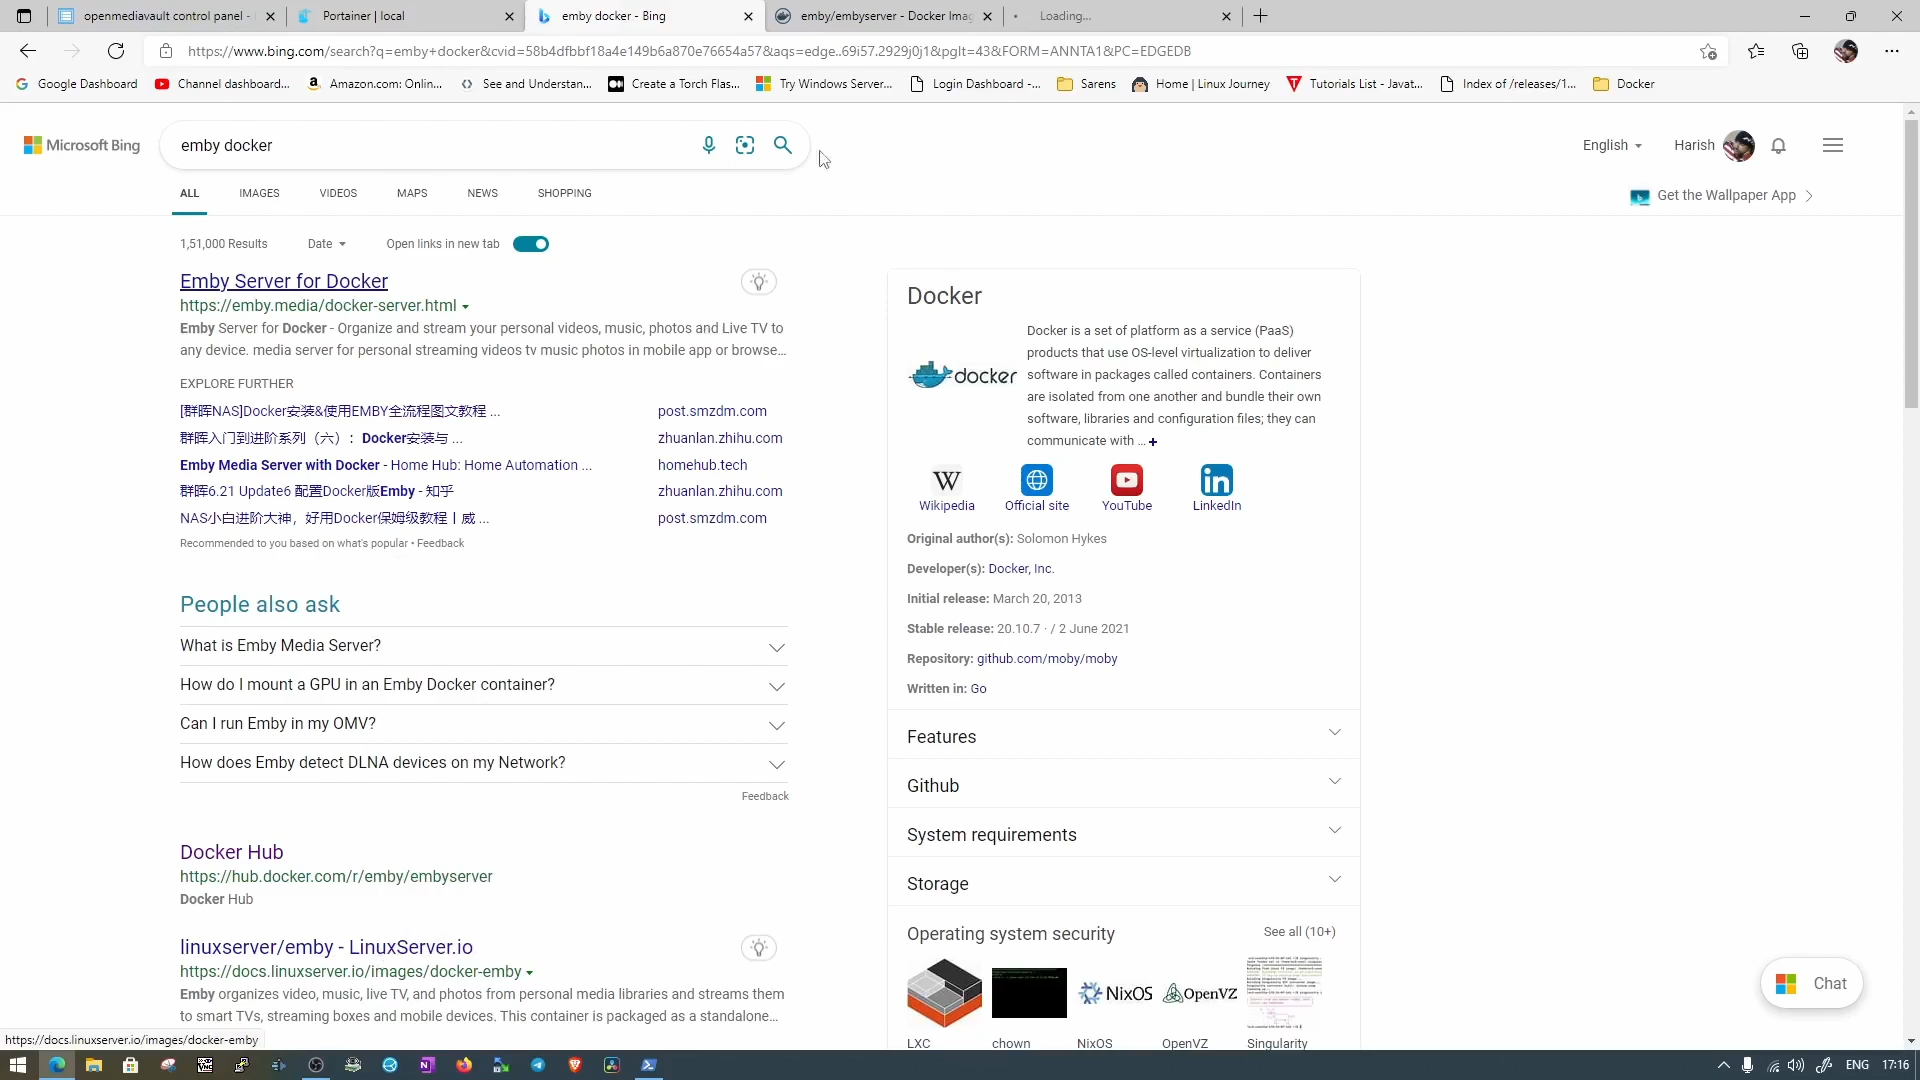 openmediavault control panel -
Portainer | local
emby docker - Bing
emby/embyserver - Docker Imag
Loading...
https://www.bing.com/search?q=emby+docker&cvid=58b4dfbbf18a4e149b6a870e76654a57&aqs=edge..69i57.2929j0j1&pglt=43&FORM=ANNTA1&PC=EDGEDB
Google Dashboard
Channel dashboard...
Amazon.com: Onlin...
See and Understan...
Create a Torch Flas...
Try Windows Server...
Login Dashboard -...
Sarens
Home | Linux Journey
Tutorials List - Javat...
Index of /releases/1...
Docker
Microsoft Bing
emby docker
English
Harish
ALL IMAGES VIDEOS MAPS NEWS SHOPPING
Get the Wallpaper App
1,51,000 Results
Date
Open links in new tab
Emby Server for Docker
https://emby.media/docker-server.html
Emby Server for Docker - Organize and stream your personal videos, music, photos and Live TV to
any device. media server for personal streaming videos tv music photos in mobile app or browse...
EXPLORE FURTHER
[群晖NAS]Docker安装&使用EMBY全流程图文教程 ... post.smzdm.com
群晖入门到进阶系列（六）：Docker安装与 ... zhuanlan.zhihu.com
Emby Media Server with Docker - Home Hub: Home Automation ... homehub.tech
群晖6.21 Update6 配置Docker版Emby - 知乎 zhuanlan.zhihu.com
NAS小白进阶大神，好用Docker保姆级教程丨威 ... post.smzdm.com
Recommended to you based on what's popular • Feedback
People also ask
What is Emby Media Server?
How do I mount a GPU in an Emby Docker container?
Can I run Emby in my OMV?
How does Emby detect DLNA devices on my Network?
Feedback
Docker Hub
https://hub.docker.com/r/emby/embyserver
Docker Hub
linuxserver/emby - LinuxServer.io
https://docs.linuxserver.io/images/docker-emby
Emby organizes video, music, live TV, and photos from personal media libraries and streams them
to smart TVs, streaming boxes and mobile devices. This container is packaged as a standalone...
https://docs.linuxserver.io/images/docker-emby
Docker
docker
Docker is a set of platform as a service (PaaS)
products that use OS-level virtualization to deliver
software in packages called containers. Containers
are isolated from one another and bundle their own
software, libraries and configuration files; they can
communicate with ... +
W
in
Wikipedia Official site YouTube LinkedIn
Original author(s): Solomon Hykes
Developer(s): Docker, Inc.
Initial release: March 20, 2013
Stable release: 20.10.7 · / 2 June 2021
Repository: github.com/moby/moby
Written in: Go
Features
Github
System requirements
Storage
Operating system security
See all (10+)
NixOS
OpenVZ
LXC chown NixOS OpenVZ Singularity
Chat
ENG
17:16